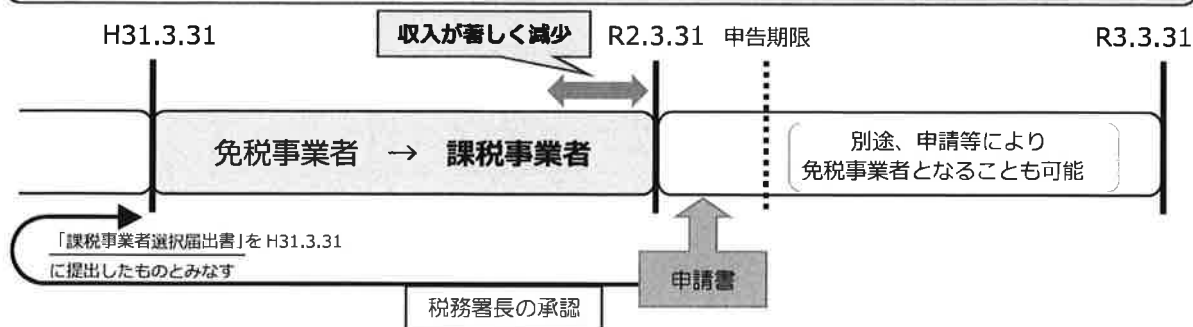 H31.3.31
収入が著しく減少
R2.3.31
申告期限
R3.3.31
免税事業者 → 課税事業者
別途、申請等により
免税事業者となることも可能
「課税事業者選択届出書」をH31.3.31
に提出したものとみなす
申請書
税務署長の承認